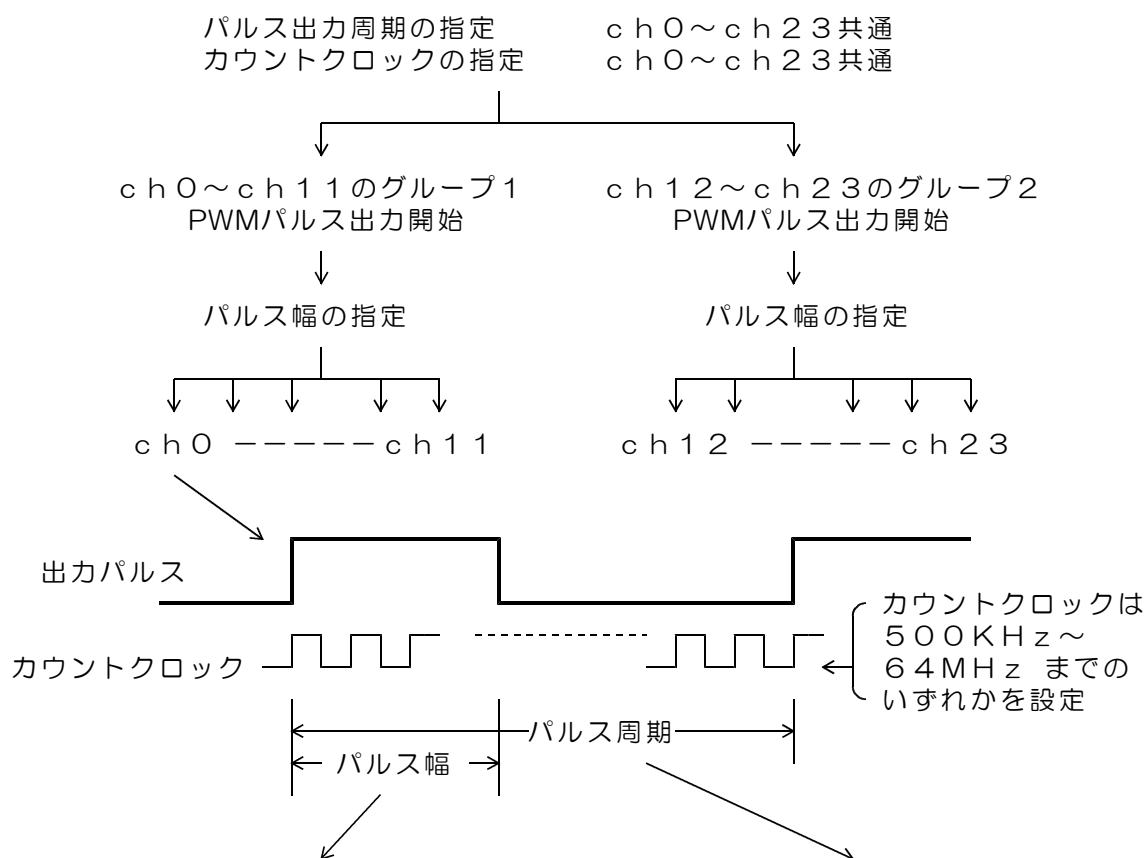 パルス出力周期の指定 ｃｈ０～ｃｈ２３共通
カウントクロックの指定 ｃｈ０～ｃｈ２３共通
ｃｈ０～ｃｈ１１のグループ１ ｃｈ１２～ｃｈ２３のグループ２
PWMパルス出力開始 PWMパルス出力開始
パルス幅の指定 パルス幅の指定
ｃｈ０ －－－－－ｃｈ１１ ｃｈ１２ －－－－－ｃｈ２３
出力パルス
カウントクロックは
５００ＫＨｚ～
６４ＭＨｚ までの
いずれかを設定
カウントクロック
パルス周期
パルス幅